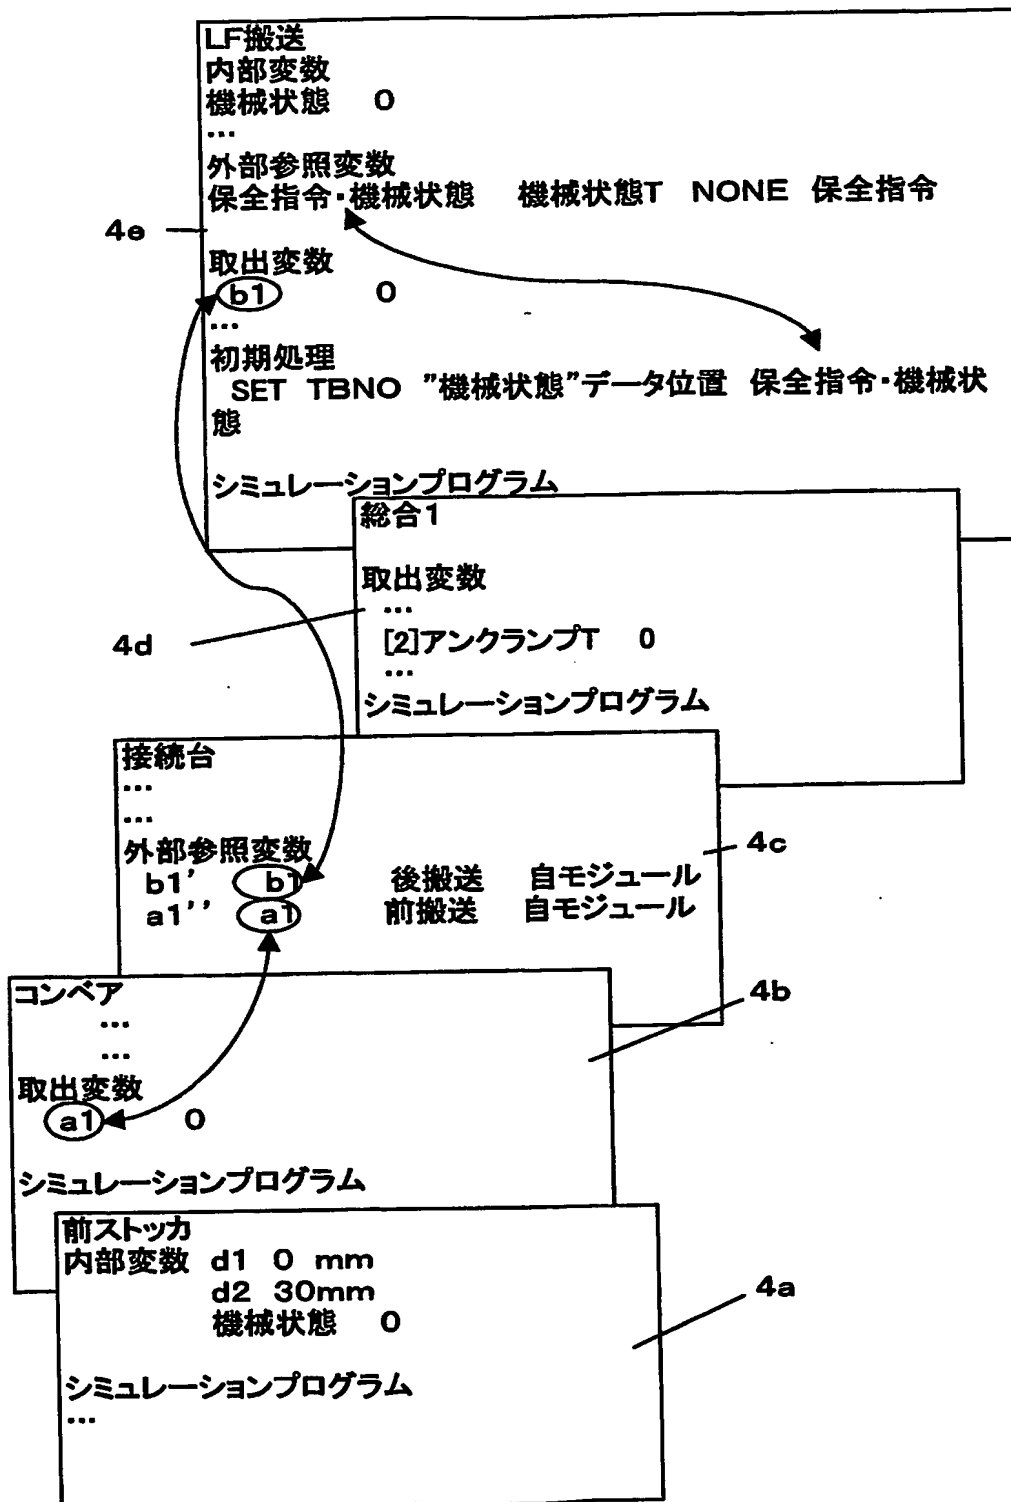 LF搬送
内部変数
機械状態 0
...
外部参照変数
保全指令・機械状態 機械状態T NONE 保全指令
4e
取出変数
b1 0
...
初期処理
SET TBNO ”機械状態”データ位置 保全指令・機械状
態
シミュレーションプログラム
総合1
取出変数
...
4d
[2]アンクランプT 0
...
シミュレーションプログラム
接続台
...
...
外部参照変数
4c
b1' b1 後搬送 自モジュール
a1'' a1 前搬送 自モジュール
コンベア
4b
...
...
取出変数
a1 0
シミュレーションプログラム
前ストッカ
内部変数 d1 0 mm
d2 30mm
4a
機械状態 0
シミュレーションプログラム
...